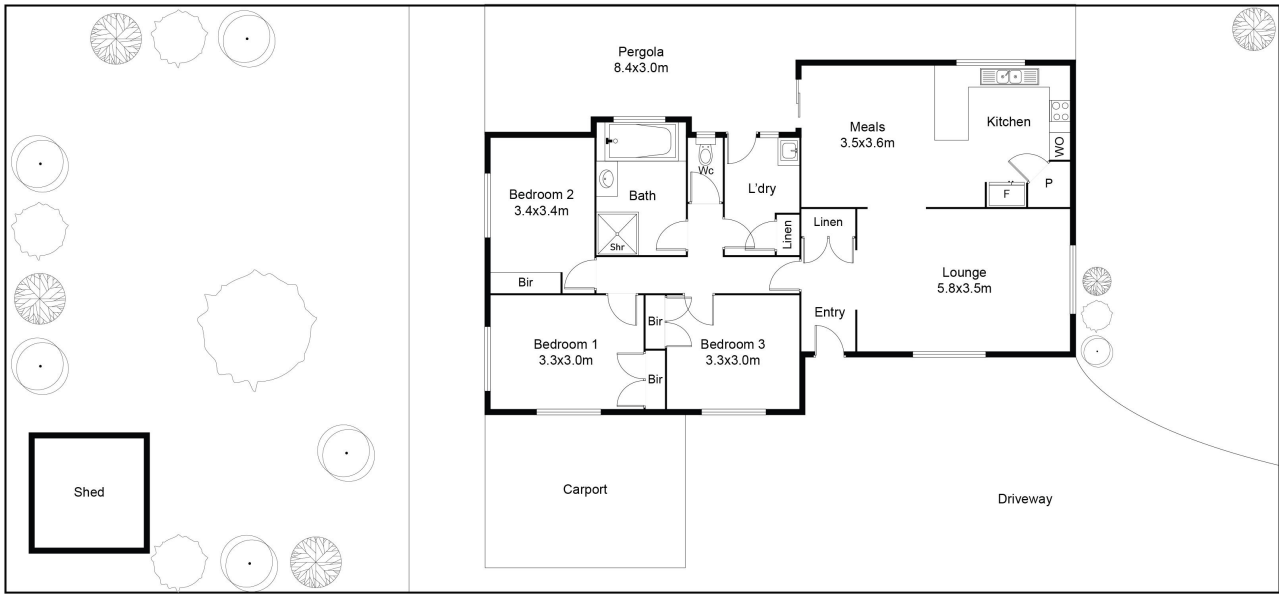 Pergola
8.4x3.0m
Kitchen
Meals
3.5x3.6m
WO
Wc
P
F
L'dry
Bath
Bedroom 2
3.4x3.4m
Shr
Linen
Linen
Bir
Lounge
5.8x3.5m
Entry
Bir
Bedroom 1
3.3x3.0m
Bedroom 3
3.3x3.0m
Bir
Carport
Shed
Driveway